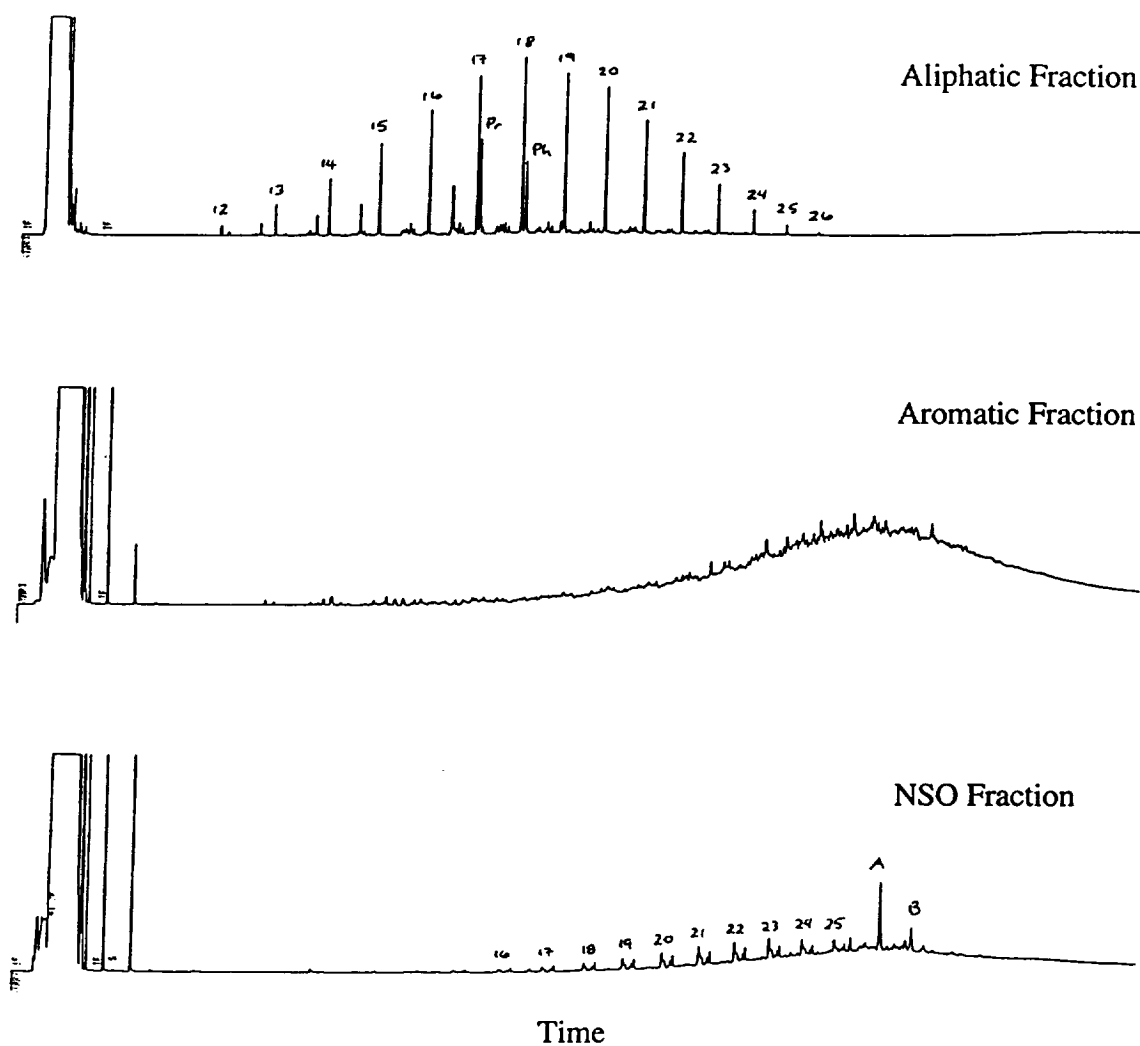 Aliphatic Fraction
12 13 14 15 16 17 Pr 18 Ph 19 20 21 22 23 24 25 26
Aromatic Fraction
NSO Fraction
16 17 18 19 20 21 22 23 24 25 A B
Time